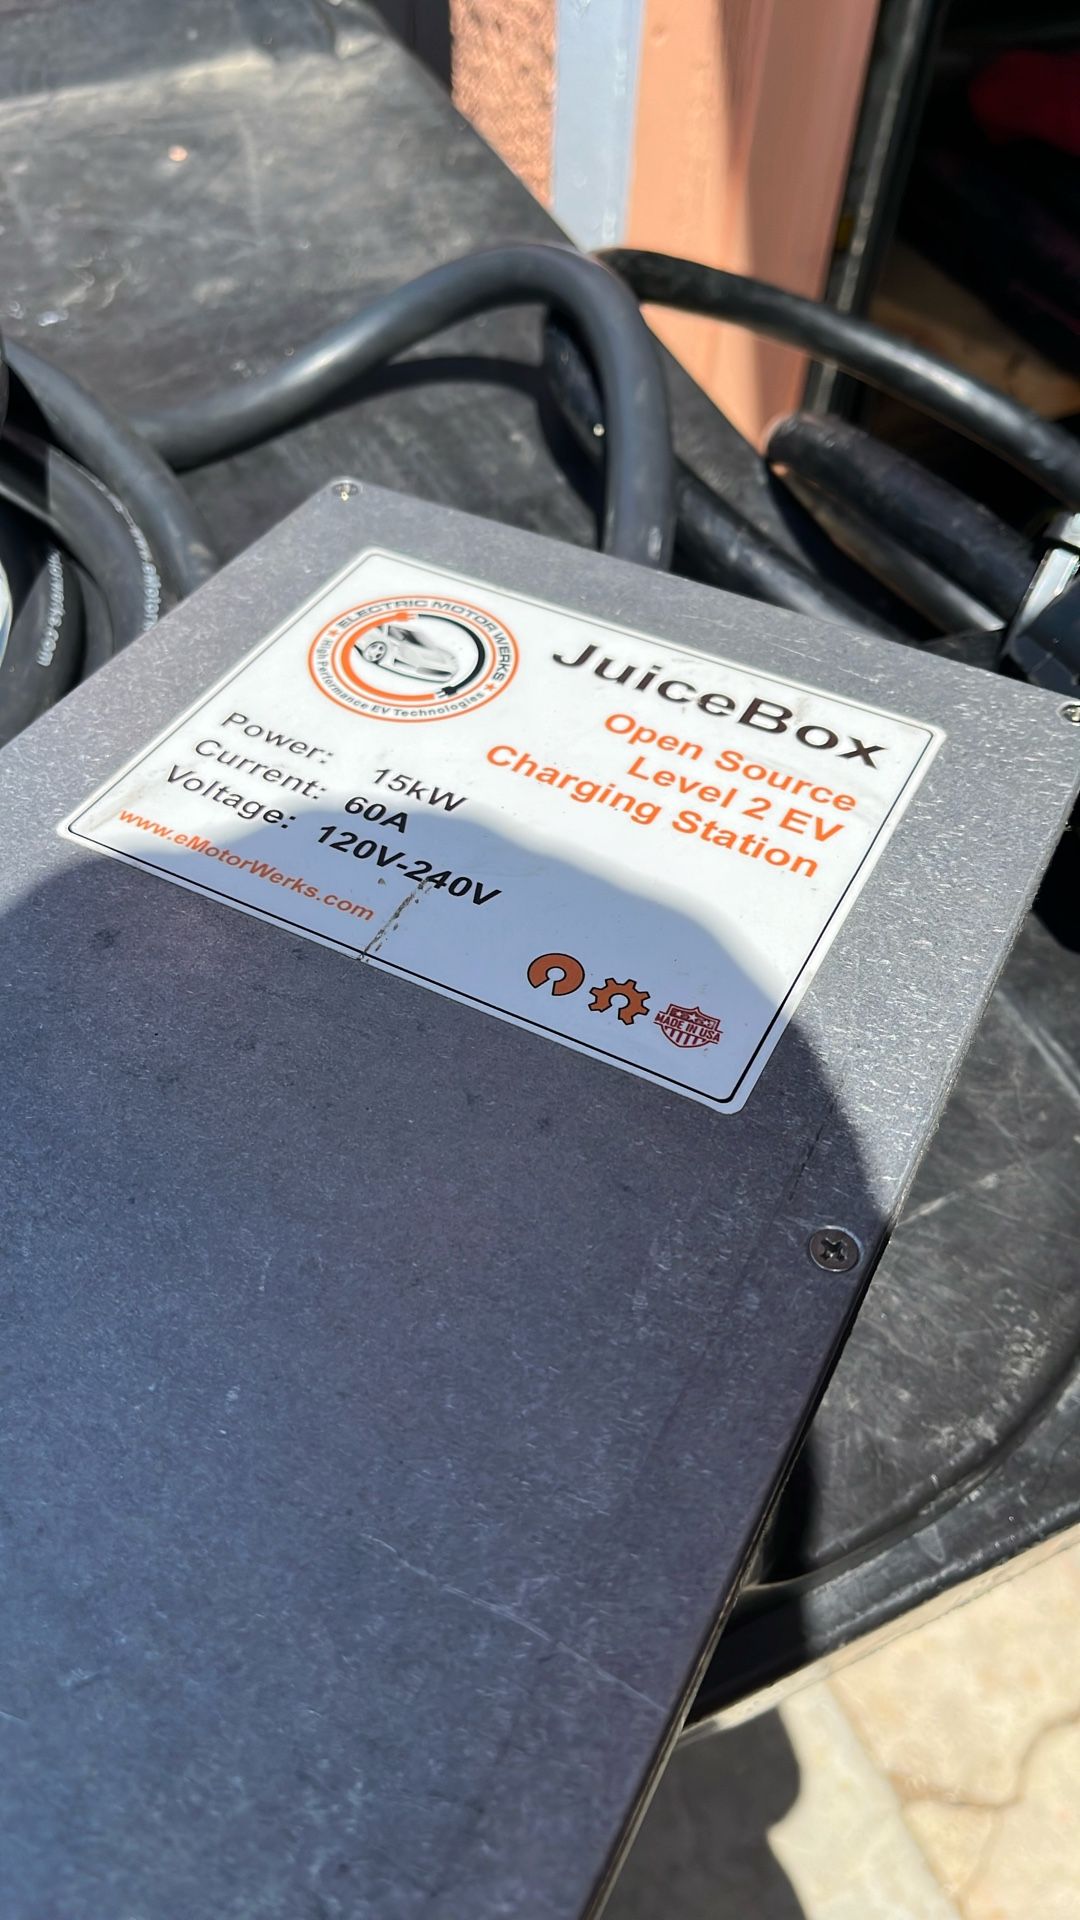 ELECTRIC MOTOR WERKS
High Performance EV Technologies
JuiceBox
Open Source
Level 2 EV
Charging Station
Power: 15kW
Current: 60A
Voltage: 120V-240V
www.eMotorWerks.com
MADE IN USA